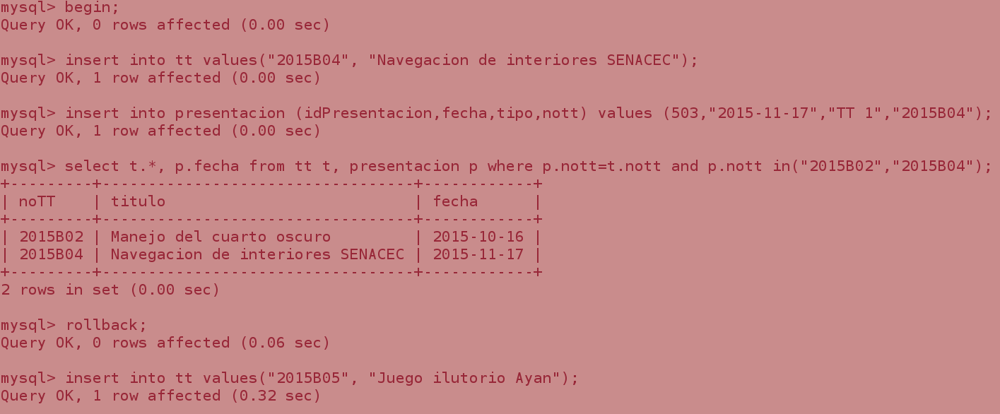 mysql> begin;
Query OK, 0 rows affected (0.00 sec)

mysql> insert into tt values("2015B04", "Navegacion de interiores SENACEC");
Query OK, 1 row affected (0.00 sec)

mysql> insert into presentacion (idPresentacion,fecha,tipo,nott) values (503,"2015-11-17","TT 1","2015B04");
Query OK, 1 row affected (0.00 sec)

mysql> select t.*, p.fecha from tt t, presentacion p where p.nott=t.nott and p.nott in("2015B02","2015B04");
+---------+----------------------------------+------------+
| noTT    | titulo                           | fecha      |
+---------+----------------------------------+------------+
| 2015B02 | Manejo del cuarto oscuro         | 2015-10-16 |
| 2015B04 | Navegacion de interiores SENACEC | 2015-11-17 |
+---------+----------------------------------+------------+
2 rows in set (0.00 sec)

mysql> rollback;
Query OK, 0 rows affected (0.06 sec)

mysql> insert into tt values("2015B05", "Juego ilutorio Ayan");
Query OK, 1 row affected (0.32 sec)